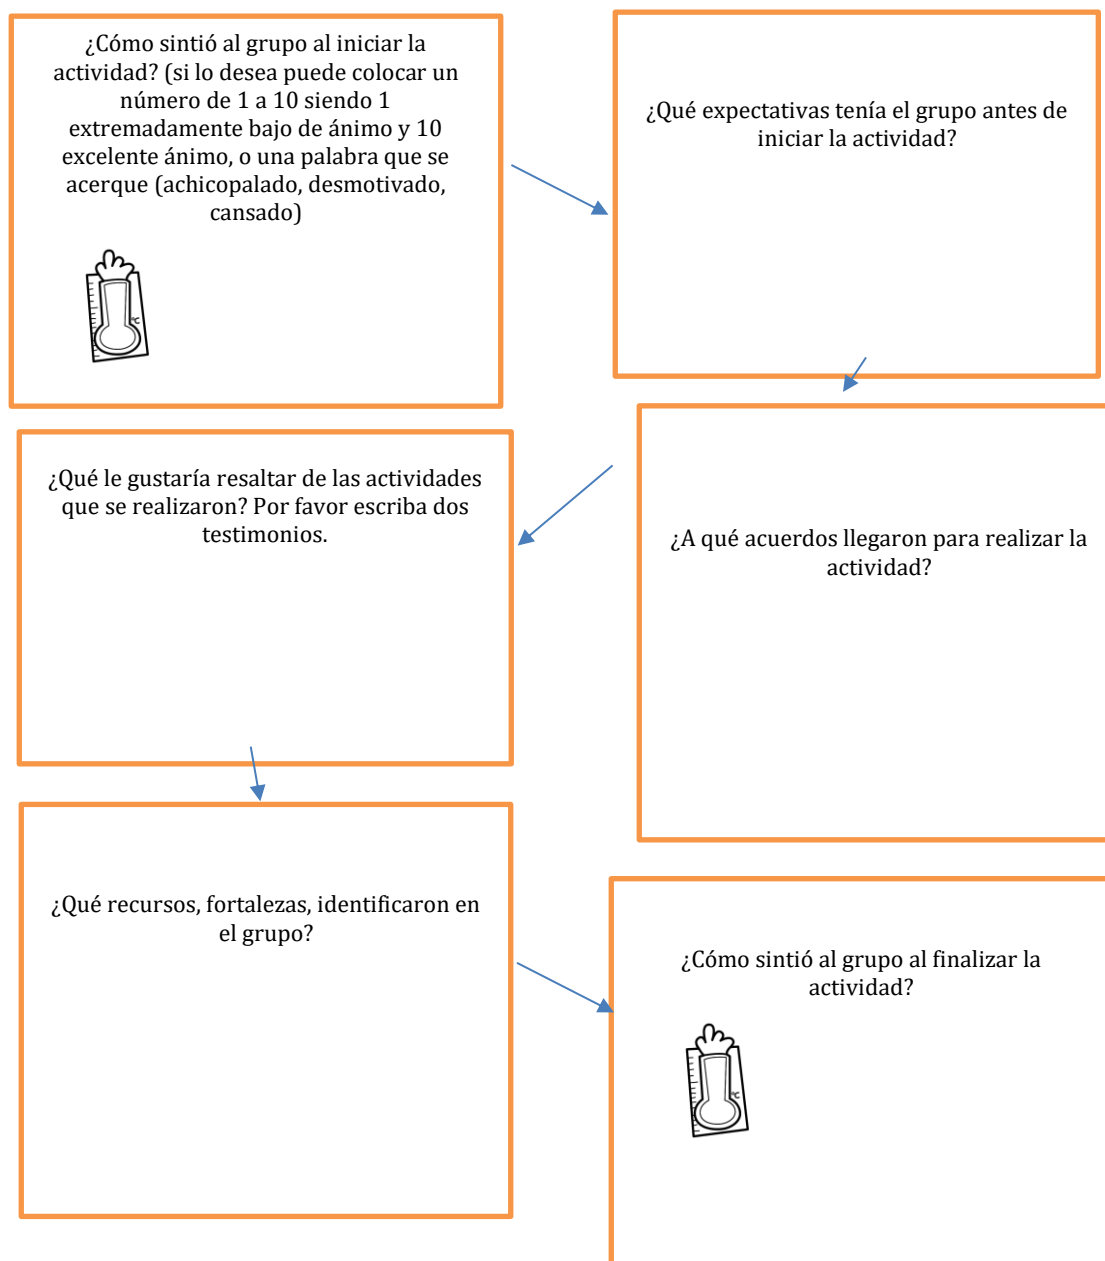 ¿Cómo sintió al grupo al iniciar la
actividad? (si lo desea puede colocar un
número de 1 a 10 siendo 1
extremadamente bajo de ánimo y 10
excelente ánimo, o una palabra que se
acerque (achicopalado, desmotivado,
cansado)
°C
¿Qué expectativas tenía el grupo antes de
iniciar la actividad?
¿A qué acuerdos llegaron para realizar la
actividad?
¿Qué le gustaría resaltar de las actividades
que se realizaron? Por favor escriba dos
testimonios.
¿Qué recursos, fortalezas, identificaron en
el grupo?
¿Cómo sintió al grupo al finalizar la
actividad?
°C